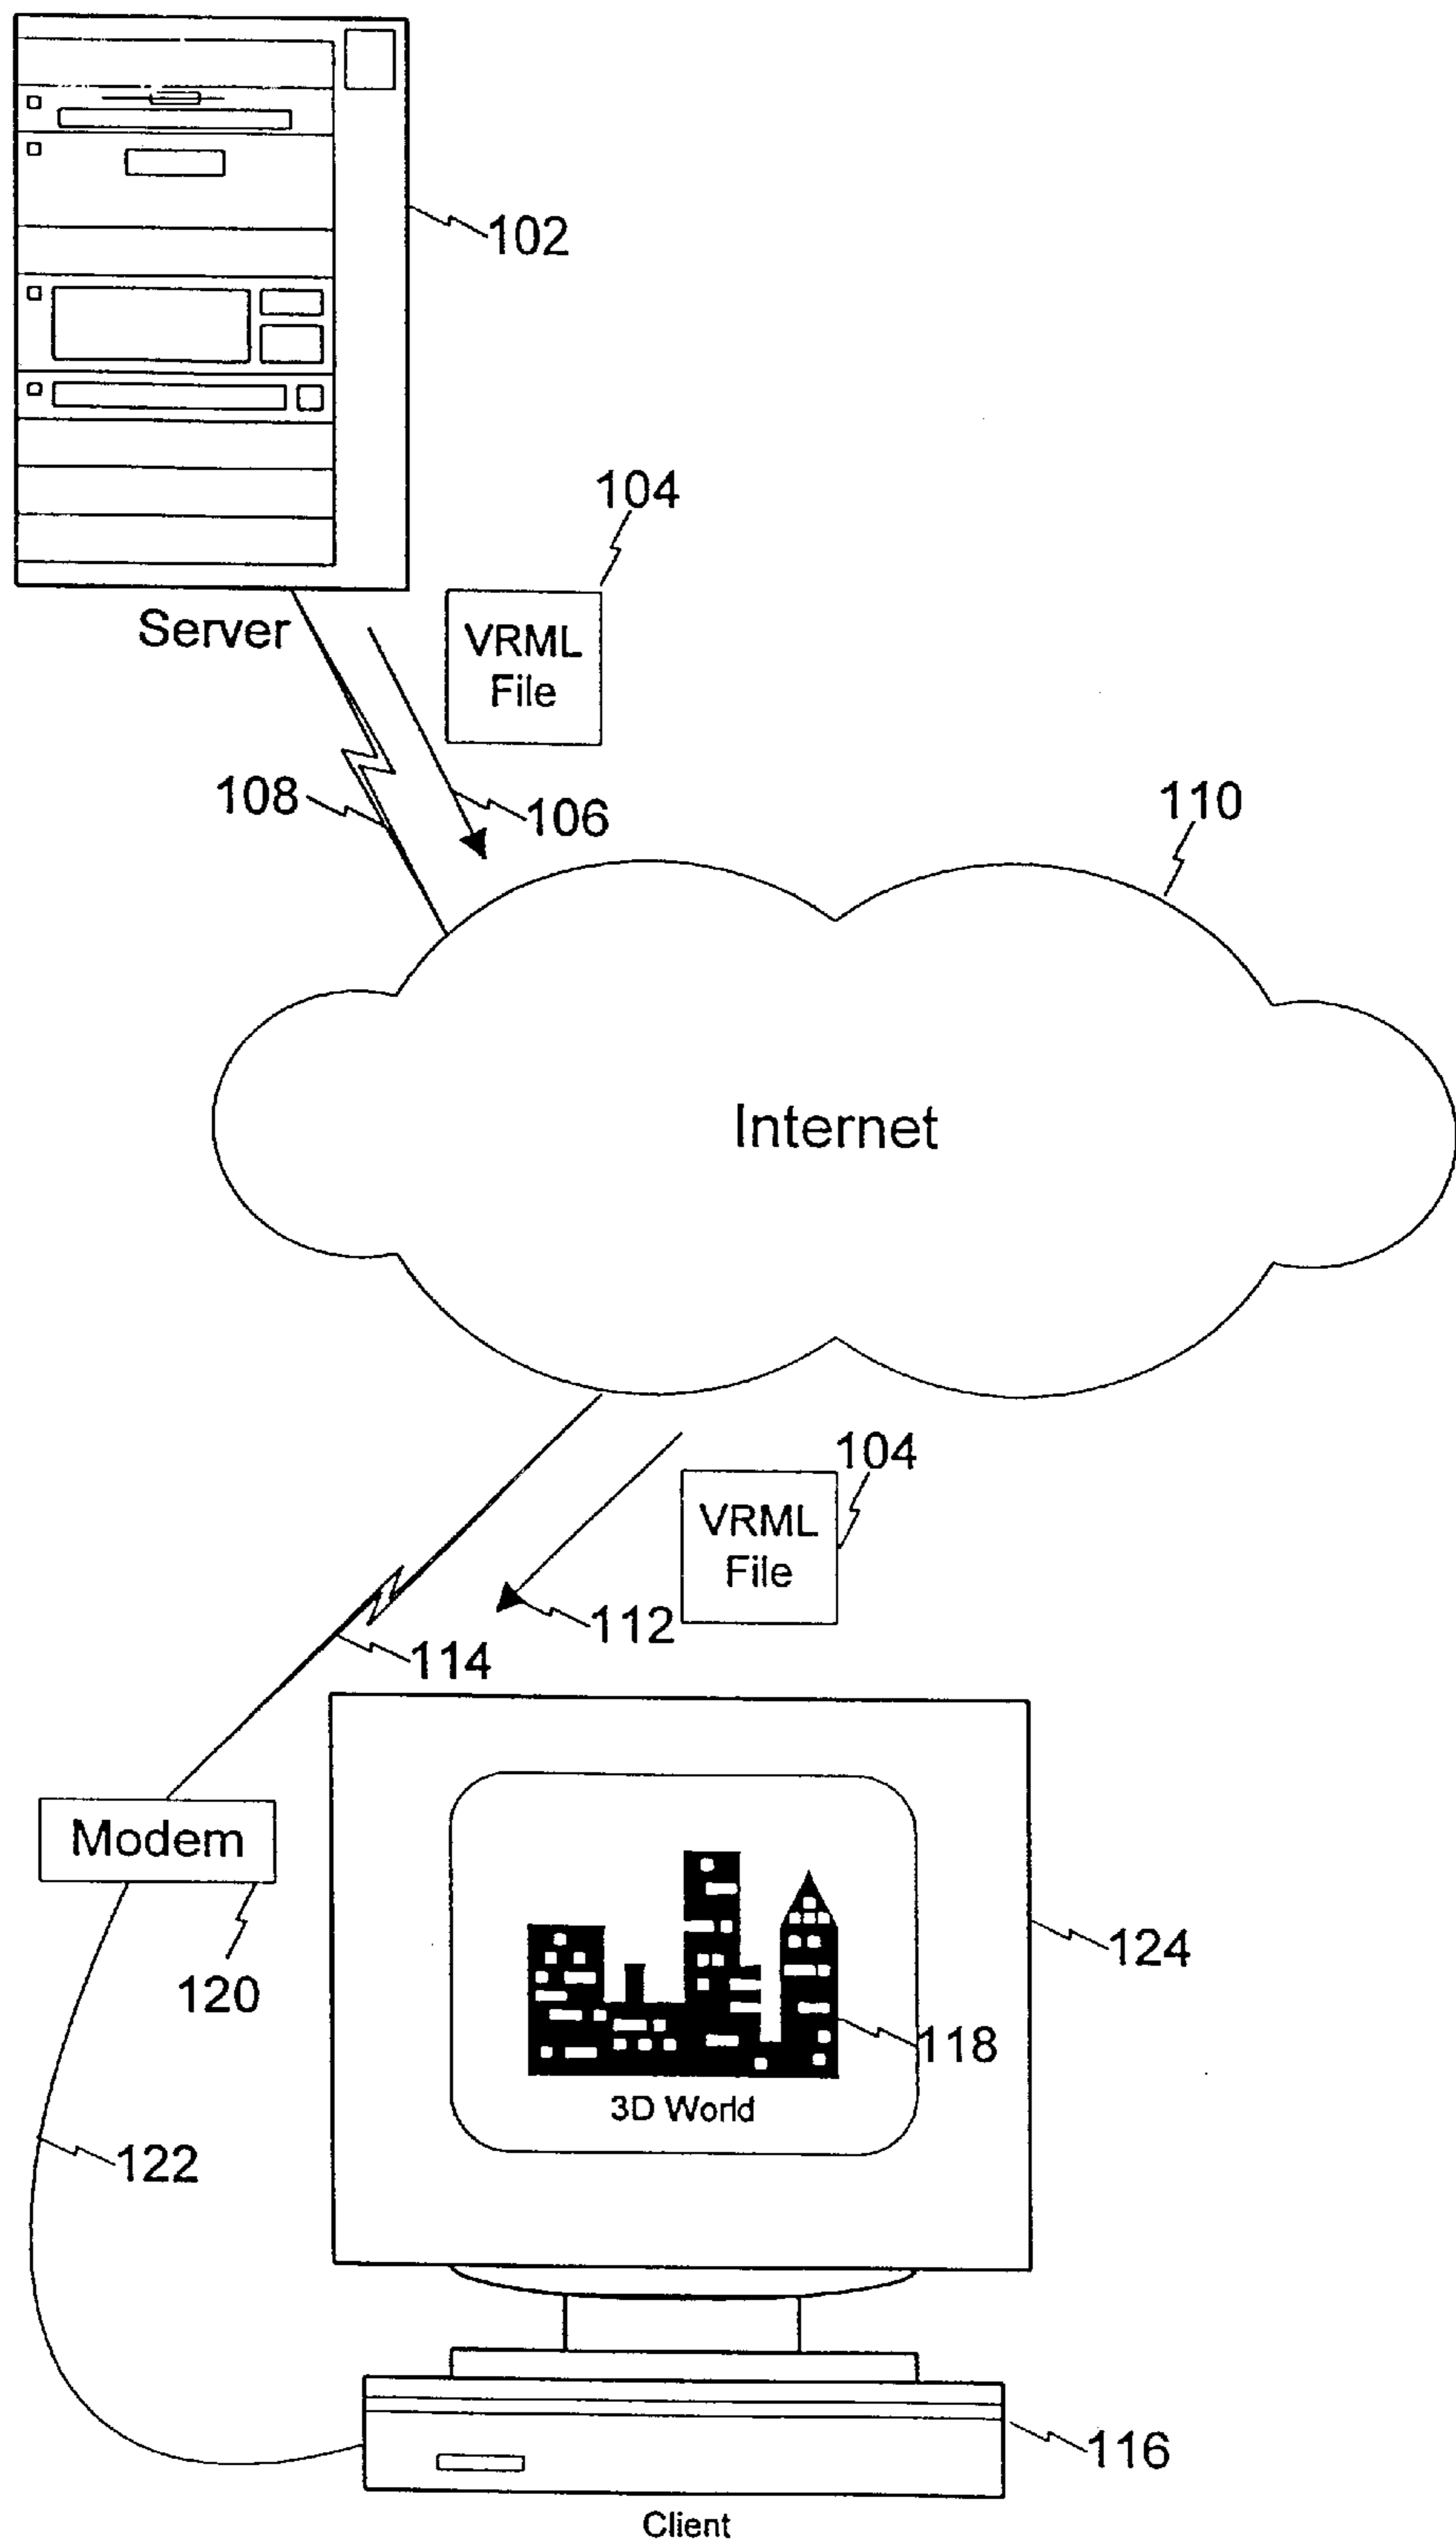 102
104
Server
VRML
File
108
106
110
Internet
104
VRML
File
112
114
Modem
124
120
118
3D World
122
116
Client